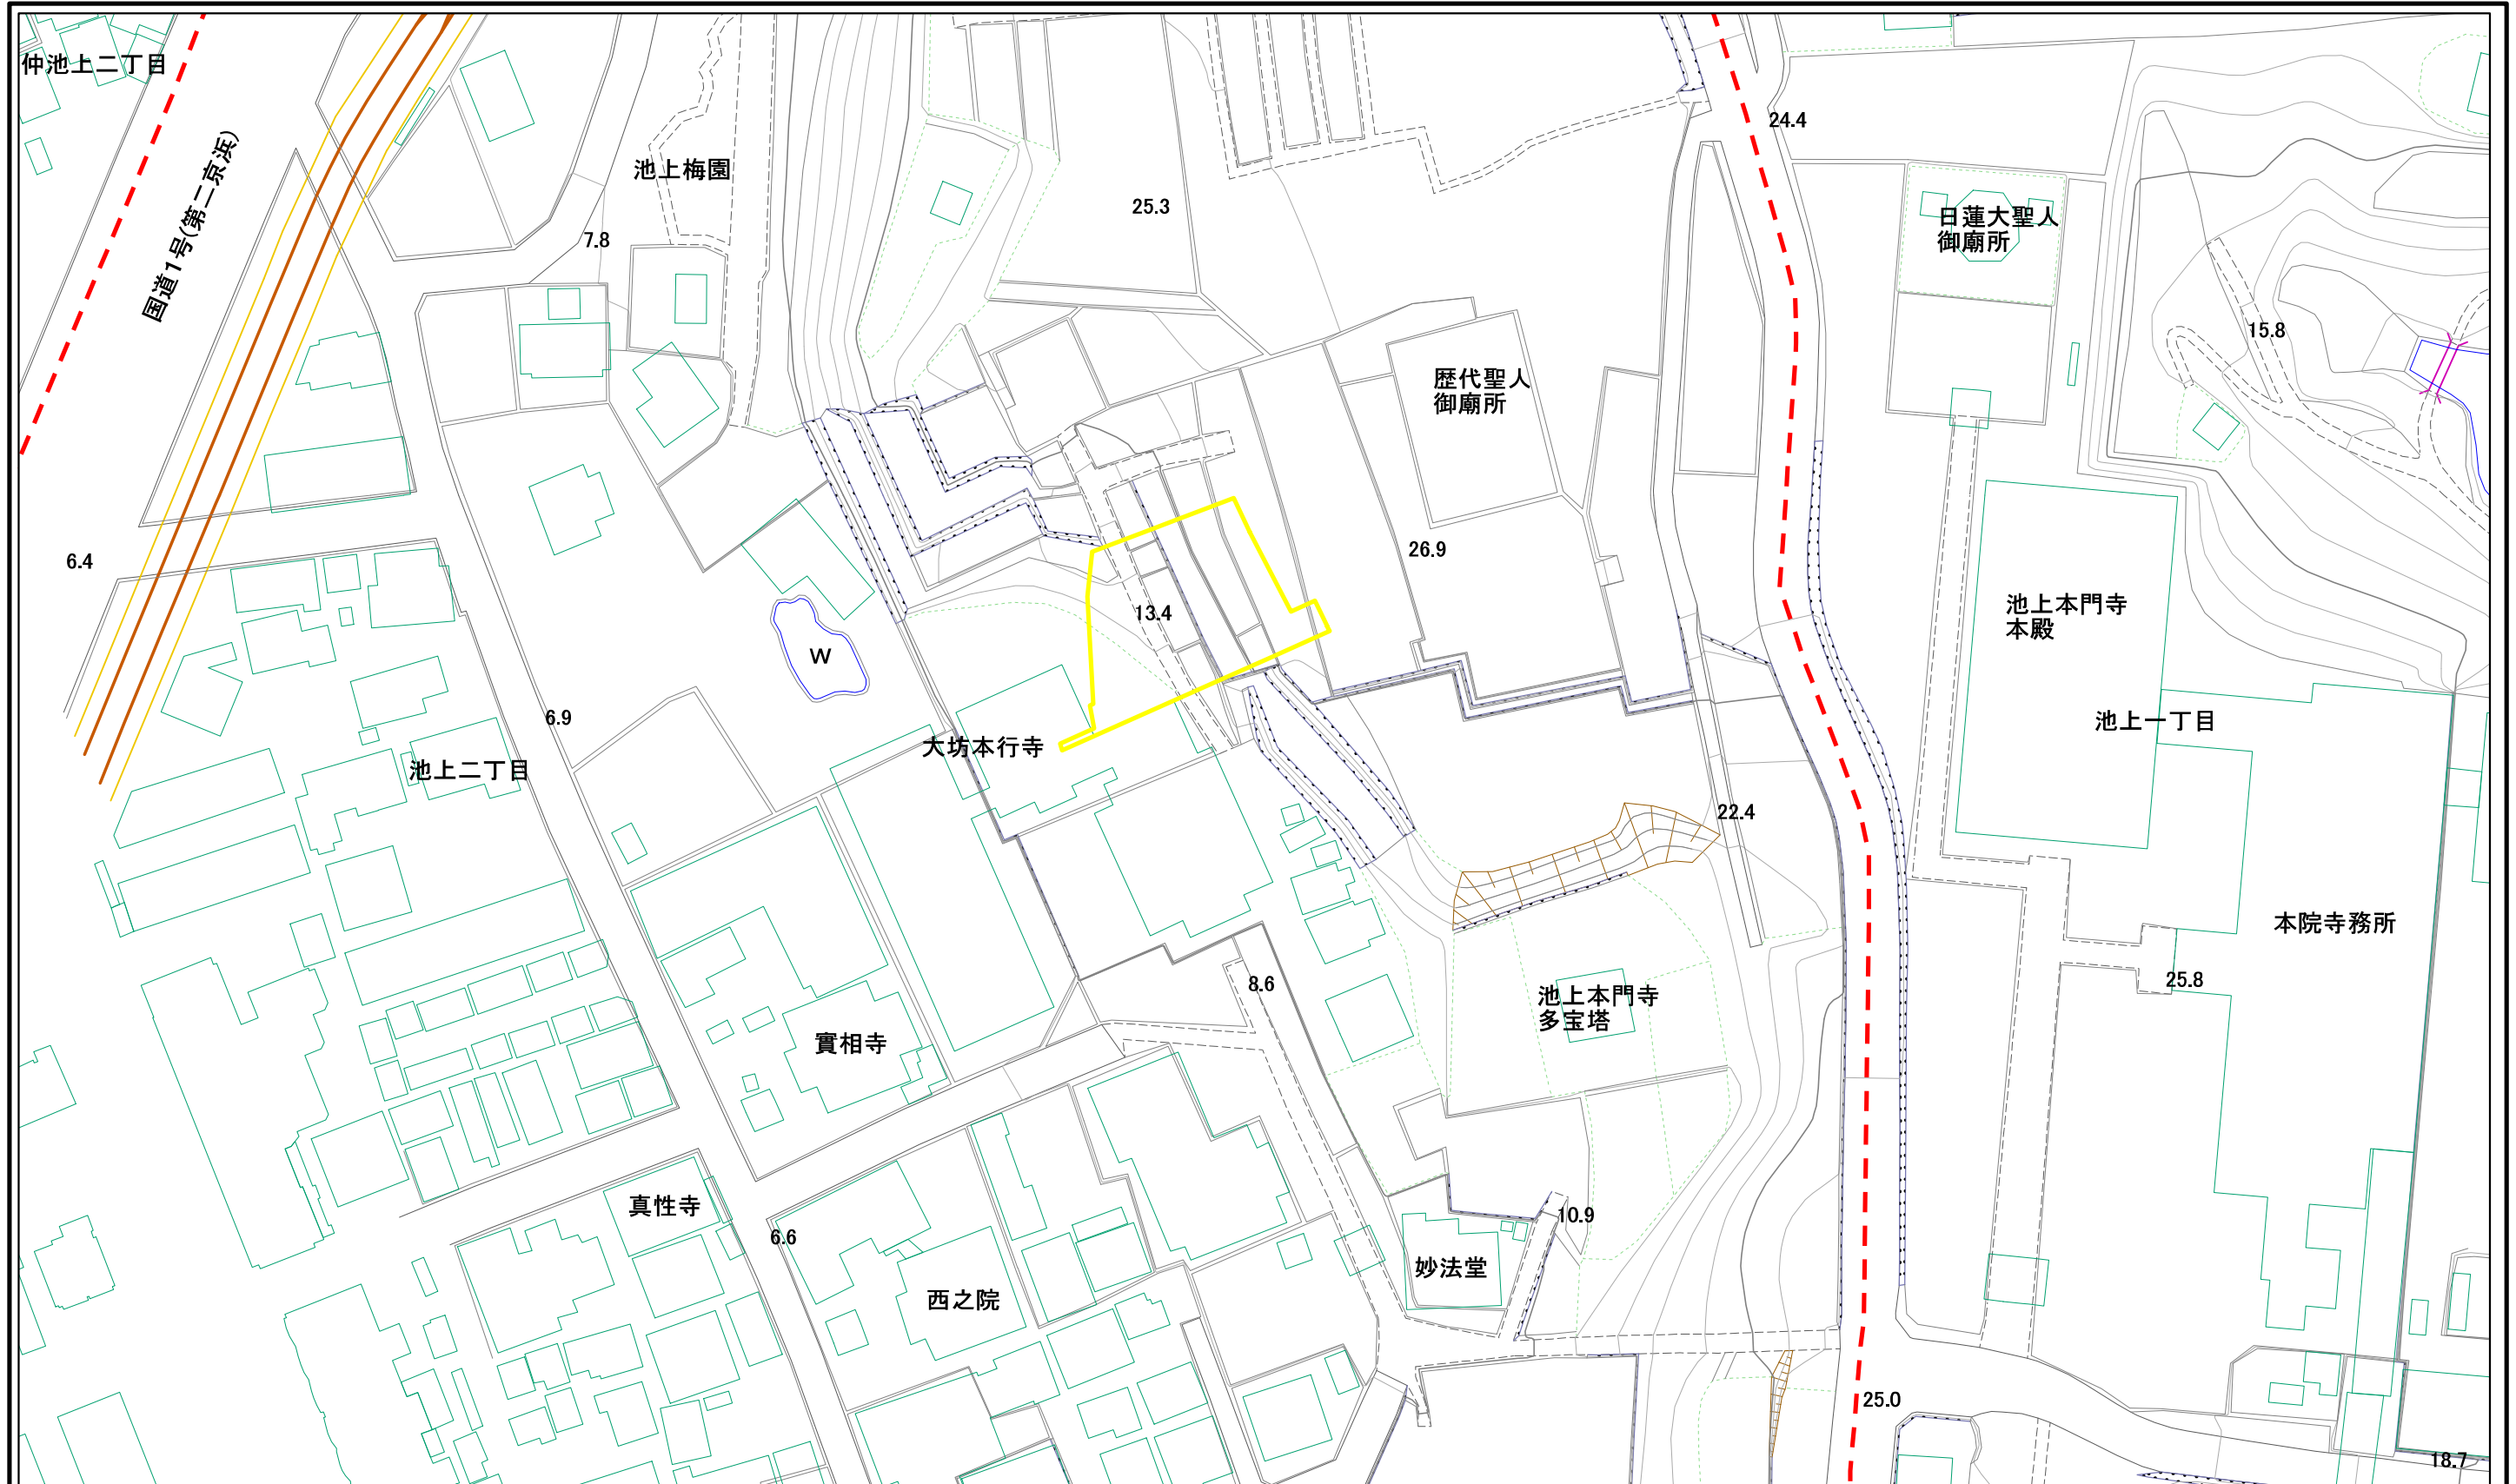 仲池上二丁目
国道1号(第二京浜)
池上梅園
7.8
25.3
24.4
日蓮大聖人
御廟所
15.8
歴代聖人
御廟所
26.9
6.4
13.4
W
池上本門寺
本殿
6.9
大坊本行寺
池上一丁目
池上二丁目
22.4
本院寺務所
25.8
8.6
池上本門寺
多宝塔
實相寺
真性寺
6.6
10.9
妙法堂
西之院
25.0
18.7